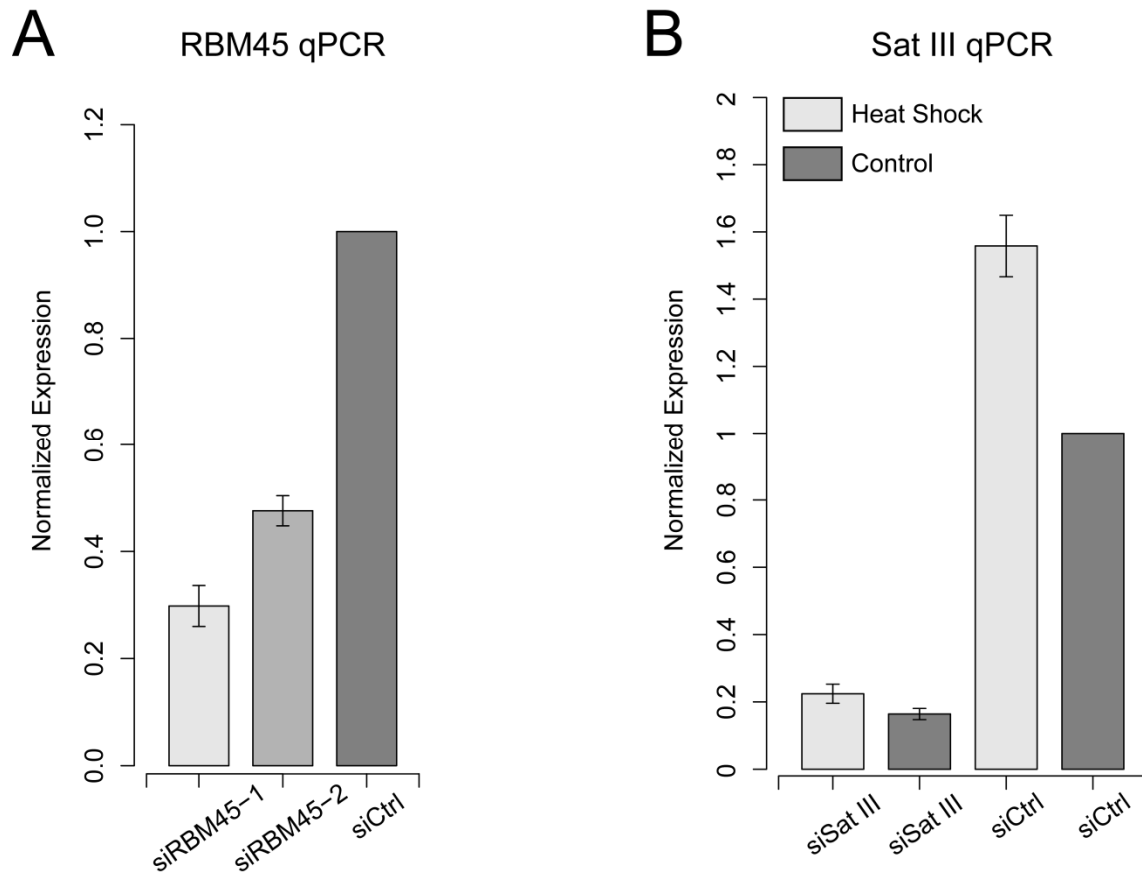 A
RBM45 qPCR
Normalized Expression
1.2
1.0
0.8
0.6
0.4
0.2
0.0
siRBM45-1
siRBM45-2
siCtrl
B
Sat III qPCR
Heat Shock
Control
Normalized Expression
2
1.8
1.6
1.4
1.2
1
0.8
0.6
0.4
0.2
0
siSat III
siSat III
siCtrl
siCtrl